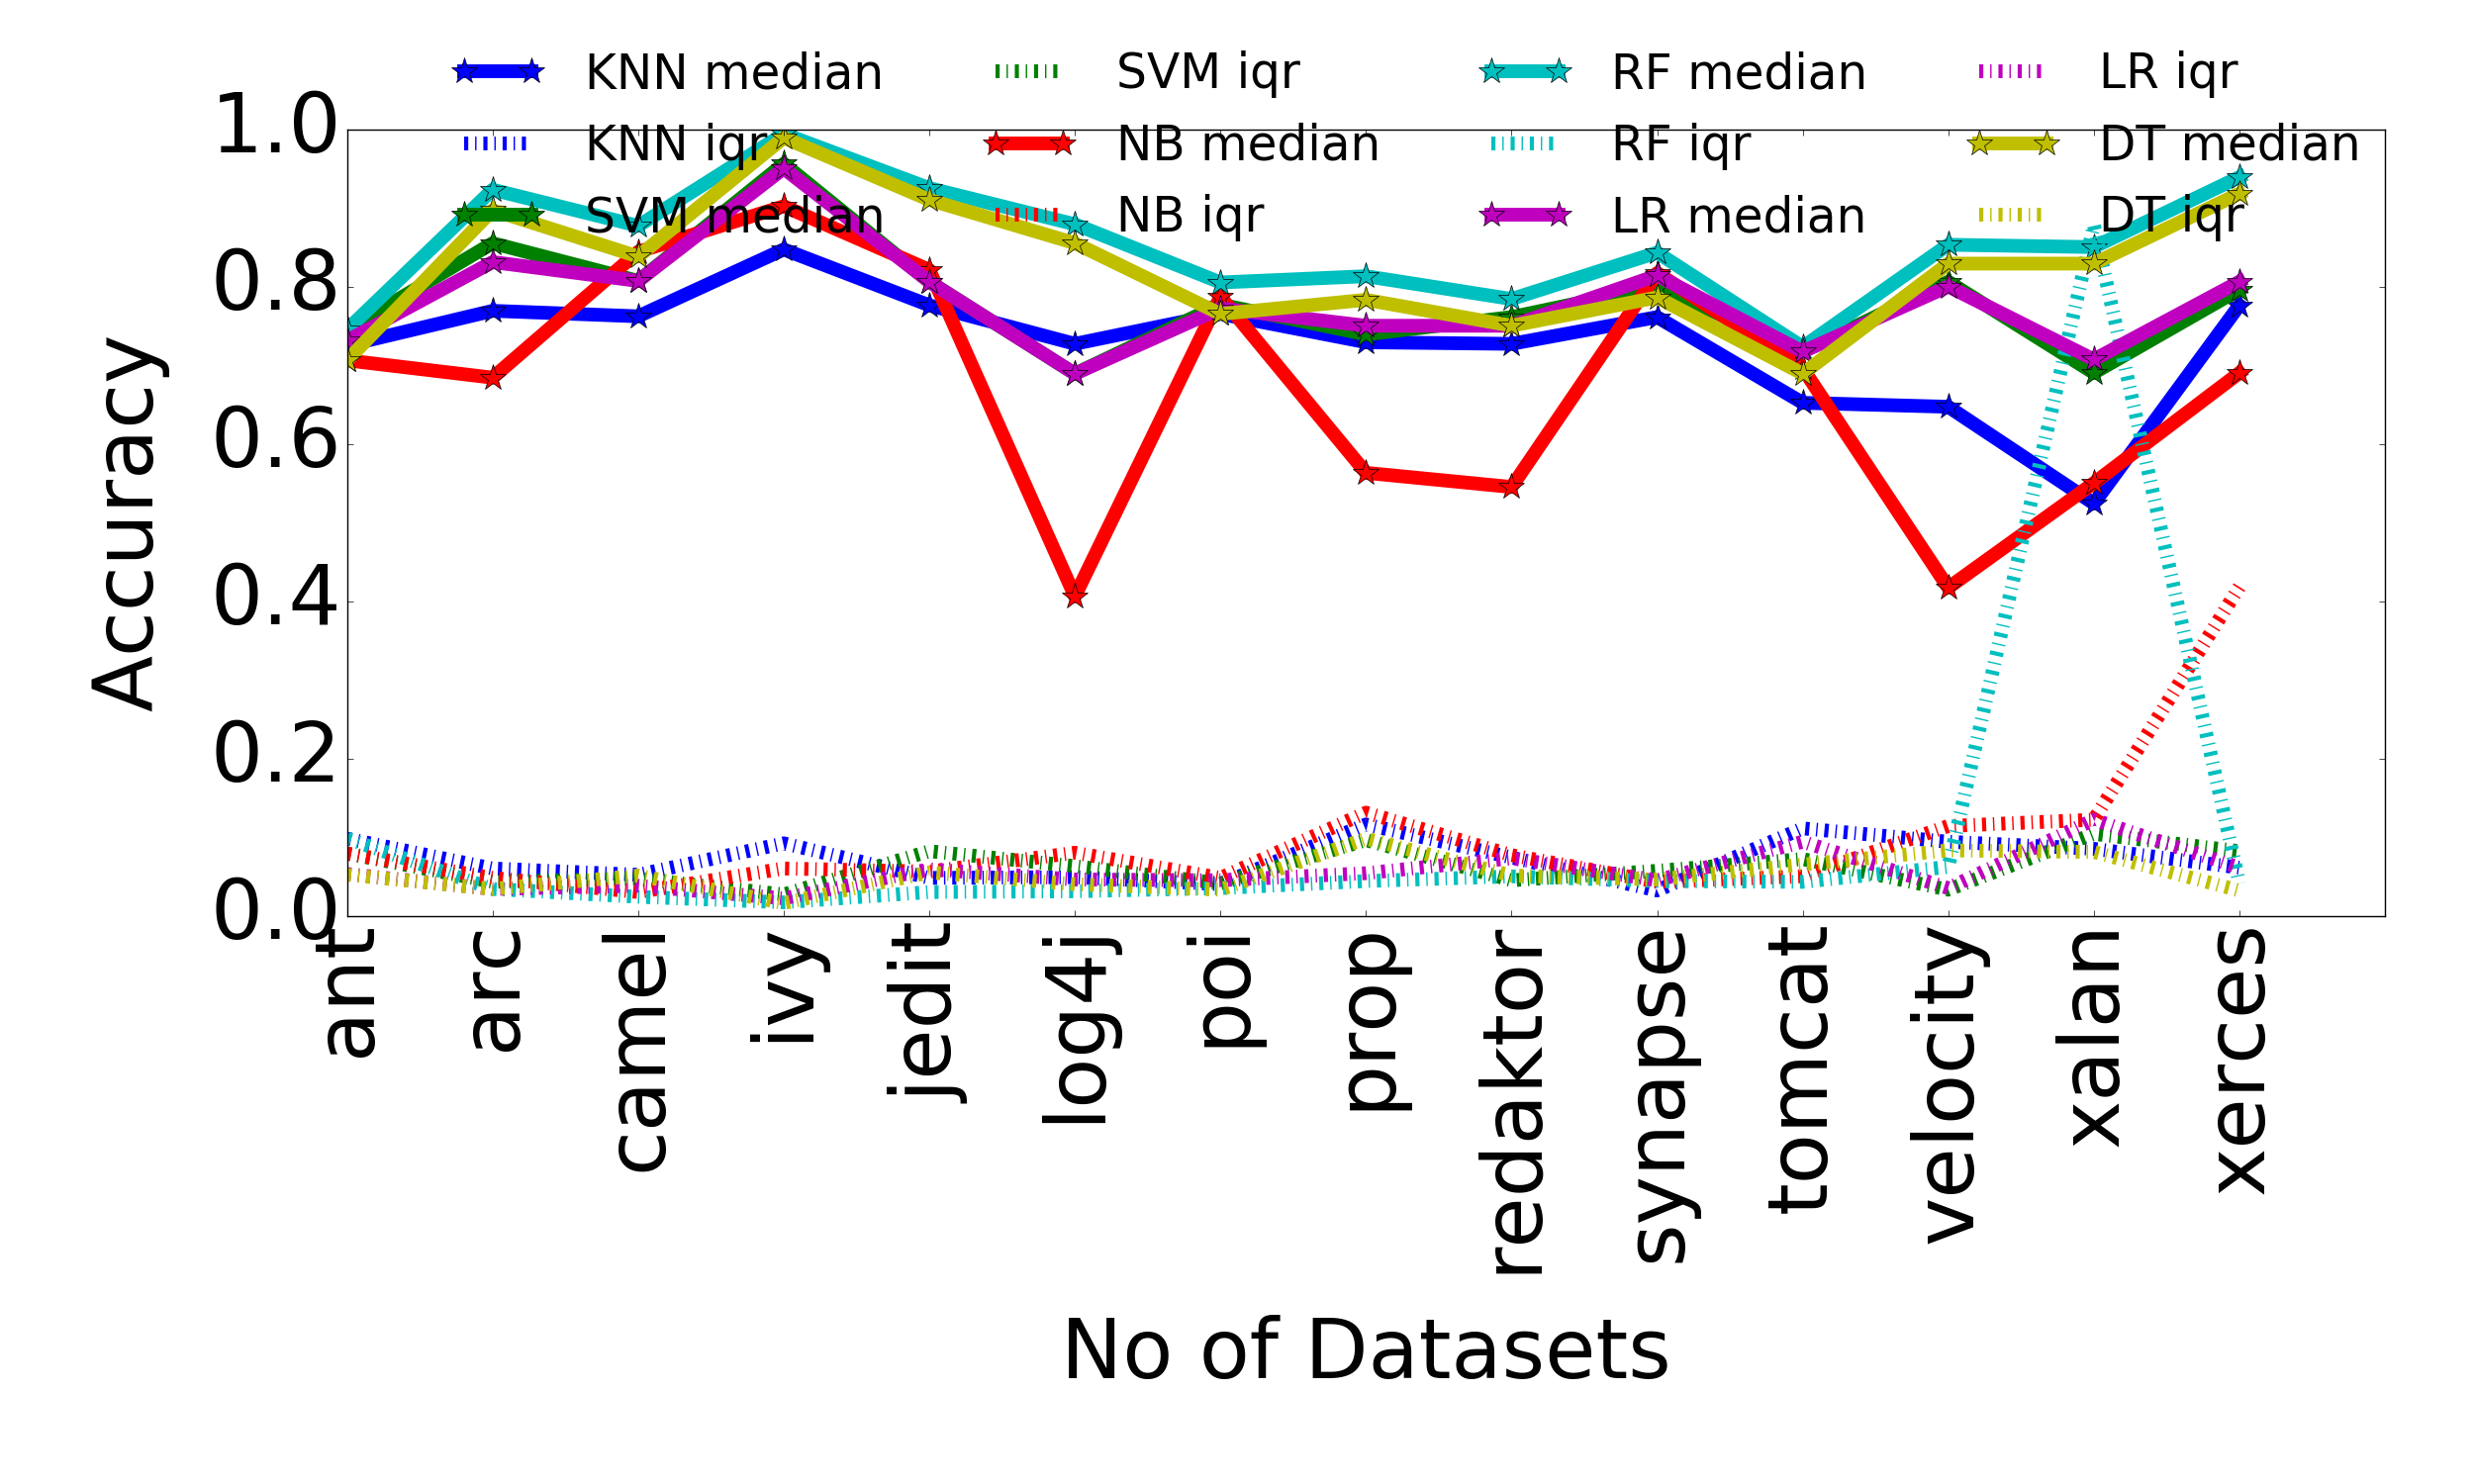 KNN median
KNN iqr
SVM median
SVM iqr
NB median
NB iqr
RF median
RF iqr
LR median
LR iqr
DT median
DT iqr
1.0
0.8
0.6
0.4
0.2
0.0
Accuracy
ant
arc
camel
ivy
jedit
log4j
poi
prop
redaktor
synapse
tomcat
velocity
xalan
xerces
No of Datasets